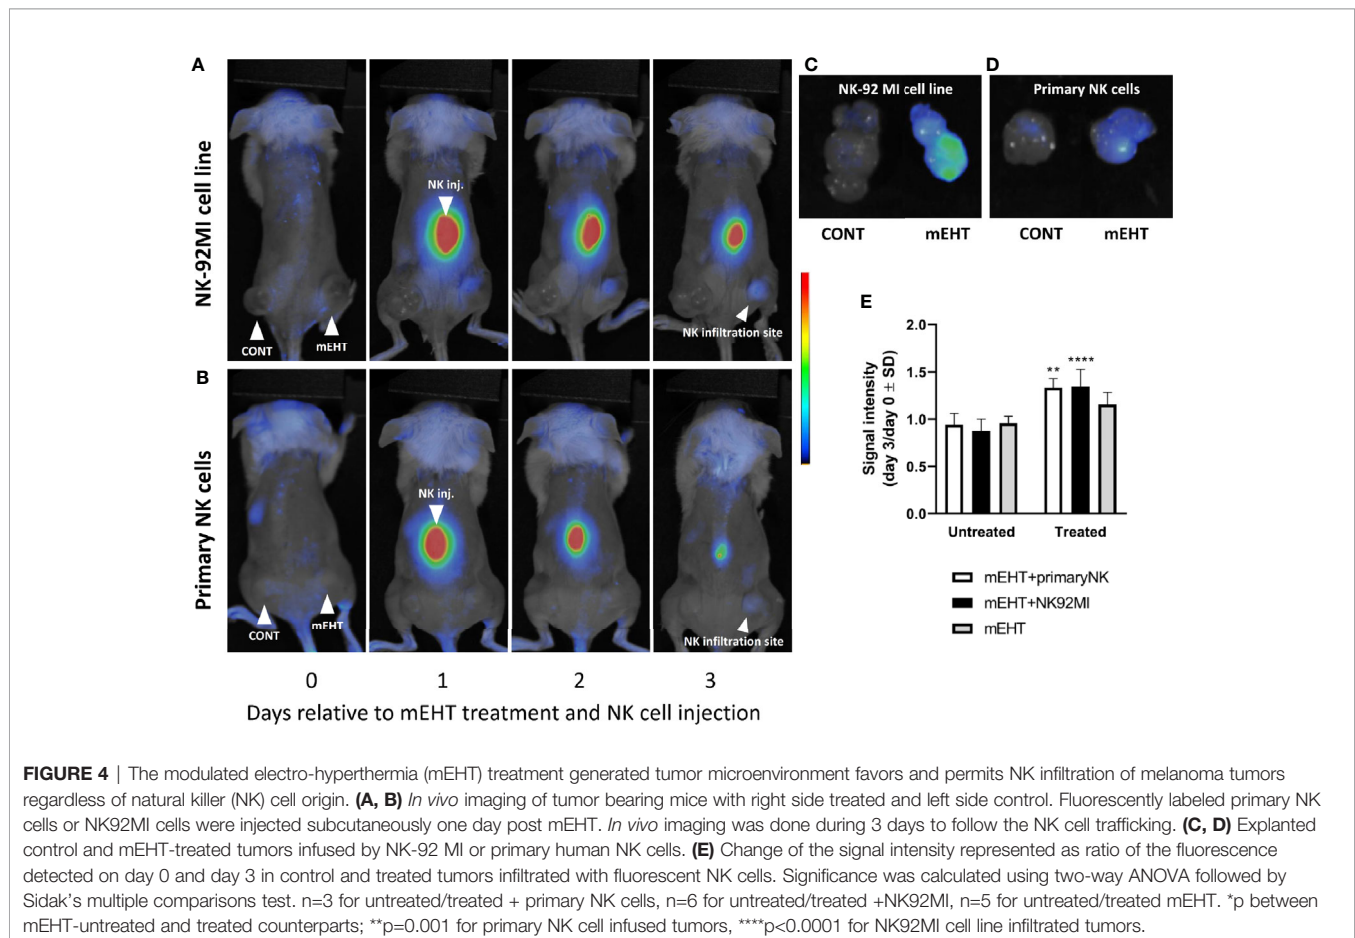 A
NK-92MI cell line
NK inj.
CONT
mEHT
NK infiltration site
B
Primary NK cells
NK inj.
CONT
mEHT
NK infiltration site
0 1 2 3
Days relative to mEHT treatment and NK cell injection
C
NK-92 MI cell line
CONT mEHT
D
Primary NK cells
CONT mEHT
E
Signal intensity
(day 3/day 0 ± SD)
2.0
1.5
1.0
0.5
0.0
** ****
Untreated Treated
mEHT+primaryNK
mEHT+NK92MI
mEHT
FIGURE 4 | The modulated electro-hyperthermia (mEHT) treatment generated tumor microenvironment favors and permits NK infiltration of melanoma tumors
regardless of natural killer (NK) cell origin. (A, B) In vivo imaging of tumor bearing mice with right side treated and left side control. Fluorescently labeled primary NK
cells or NK92MI cells were injected subcutaneously one day post mEHT. In vivo imaging was done during 3 days to follow the NK cell trafficking. (C, D) Explanted
control and mEHT-treated tumors infused by NK-92 MI or primary human NK cells. (E) Change of the signal intensity represented as ratio of the fluorescence
detected on day 0 and day 3 in control and treated tumors infiltrated with fluorescent NK cells. Significance was calculated using two-way ANOVA followed by
Sidak's multiple comparisons test. n=3 for untreated/treated + primary NK cells, n=6 for untreated/treated +NK92MI, n=5 for untreated/treated mEHT. *p between
mEHT-untreated and treated counterparts; **p=0.001 for primary NK cell infused tumors, ****p<0.0001 for NK92MI cell line infiltrated tumors.